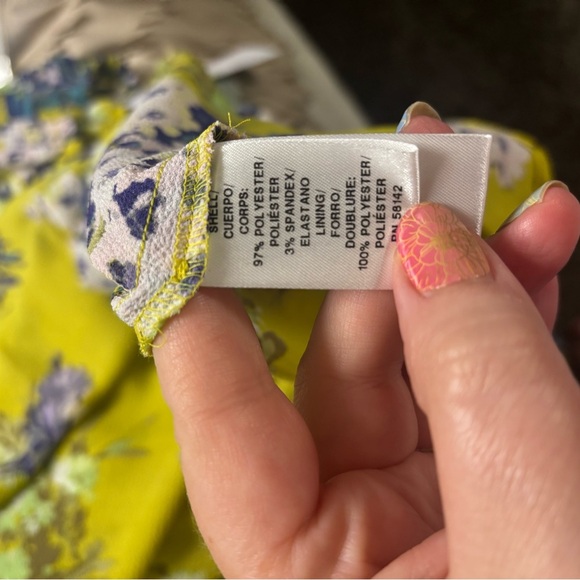 SHELL/
CUERPO/
CORPS:
97% POLYESTER/
POLIÉSTER
3% SPANDEX/
ELASTANO
LINING/
FORRO/
DOUBLURE:
100% POLYESTER/
POLIÉSTER
RN 58142